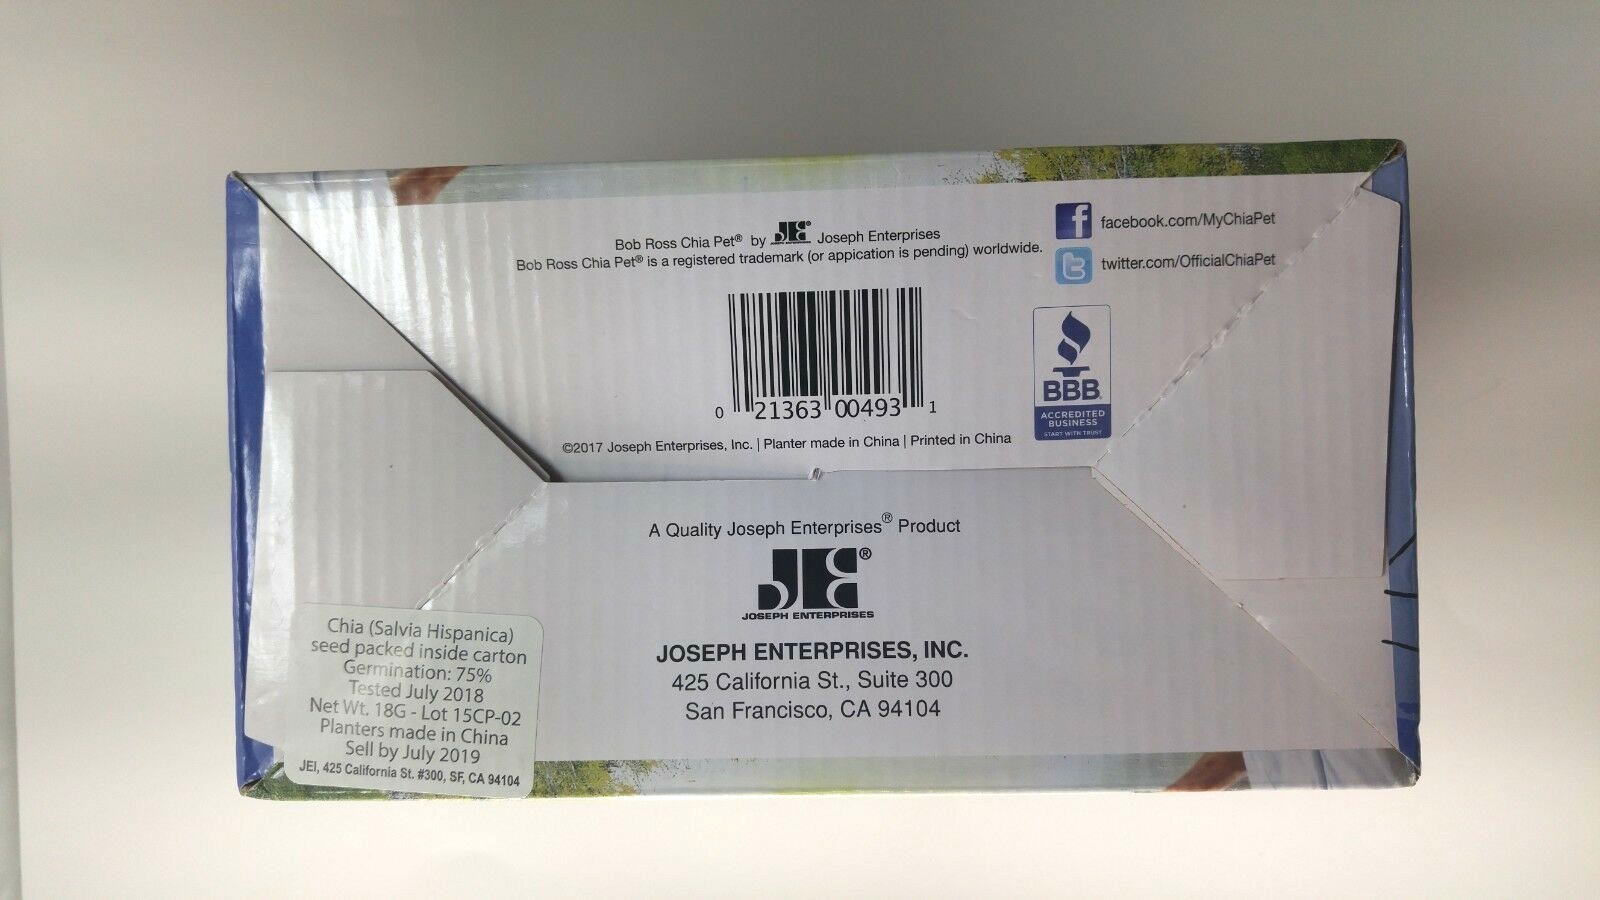 Bob Ross Chia Pet® by JE® JOSEPH ENTERPRISES Joseph Enterprises
Bob Ross Chia Pet® is a registered trademark (or appication is pending) worldwide.
f facebook.com/MyChiaPet
t twitter.com/OfficialChiaPet
0 21363 00493 1
BBB
ACCREDITED
BUSINESS
START WITH TRUST
©2017 Joseph Enterprises, Inc. | Planter made in China | Printed in China
A Quality Joseph Enterprises® Product
JE®
JOSEPH ENTERPRISES
JOSEPH ENTERPRISES, INC.
425 California St., Suite 300
San Francisco, CA 94104
Chia (Salvia Hispanica)
seed packed inside carton
Germination: 75%
Tested July 2018
Net Wt. 18G - Lot 15CP-02
Planters made in China
Sell by July 2019
JEI, 425 California St. #300, SF, CA 94104